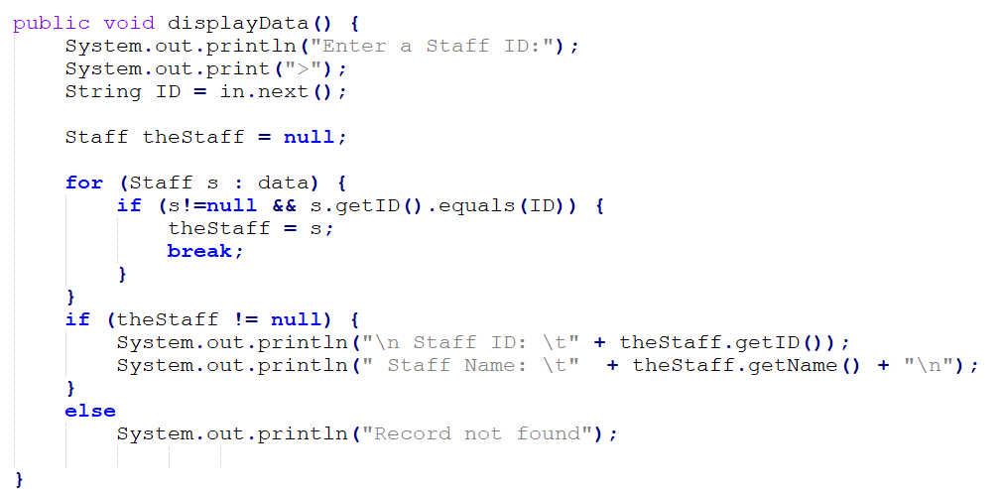 public void displayData() {
    System.out.println("Enter a Staff ID:");
    System.out.print(">");
    String ID = in.next();

    Staff theStaff = null;

    for (Staff s : data) {
        if (s!=null && s.getID().equals(ID)) {
            theStaff = s;
            break;
        }
    }
    if (theStaff != null) {
        System.out.println("\n Staff ID: \t" + theStaff.getID());
        System.out.println(" Staff Name: \t"  + theStaff.getName() + "\n");
    }
    else
        System.out.println("Record not found");

}